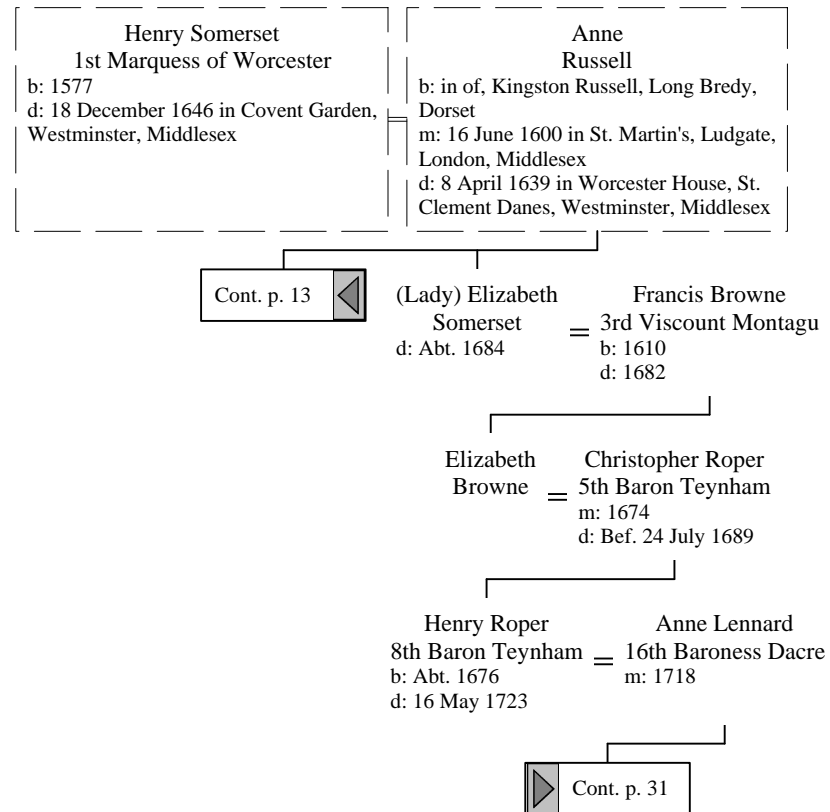 Henry Somerset
1st Marquess of Worcester
b: 1577
d: 18 December 1646 in Covent Garden,
Westminster, Middlesex
Anne
Russell
b: in of, Kingston Russell, Long Bredy,
Dorset
m: 16 June 1600 in St. Martin's, Ludgate,
London, Middlesex
d: 8 April 1639 in Worcester House, St.
Clement Danes, Westminster, Middlesex
Cont. p. 13
(Lady) Elizabeth
Somerset
d: Abt. 1684
=
Francis Browne
3rd Viscount Montagu
b: 1610
d: 1682
Elizabeth
Browne
=
Christopher Roper
5th Baron Teynham
m: 1674
d: Bef. 24 July 1689
Henry Roper
8th Baron Teynham
b: Abt. 1676
d: 16 May 1723
=
Anne Lennard
16th Baroness Dacre
m: 1718
Cont. p. 31